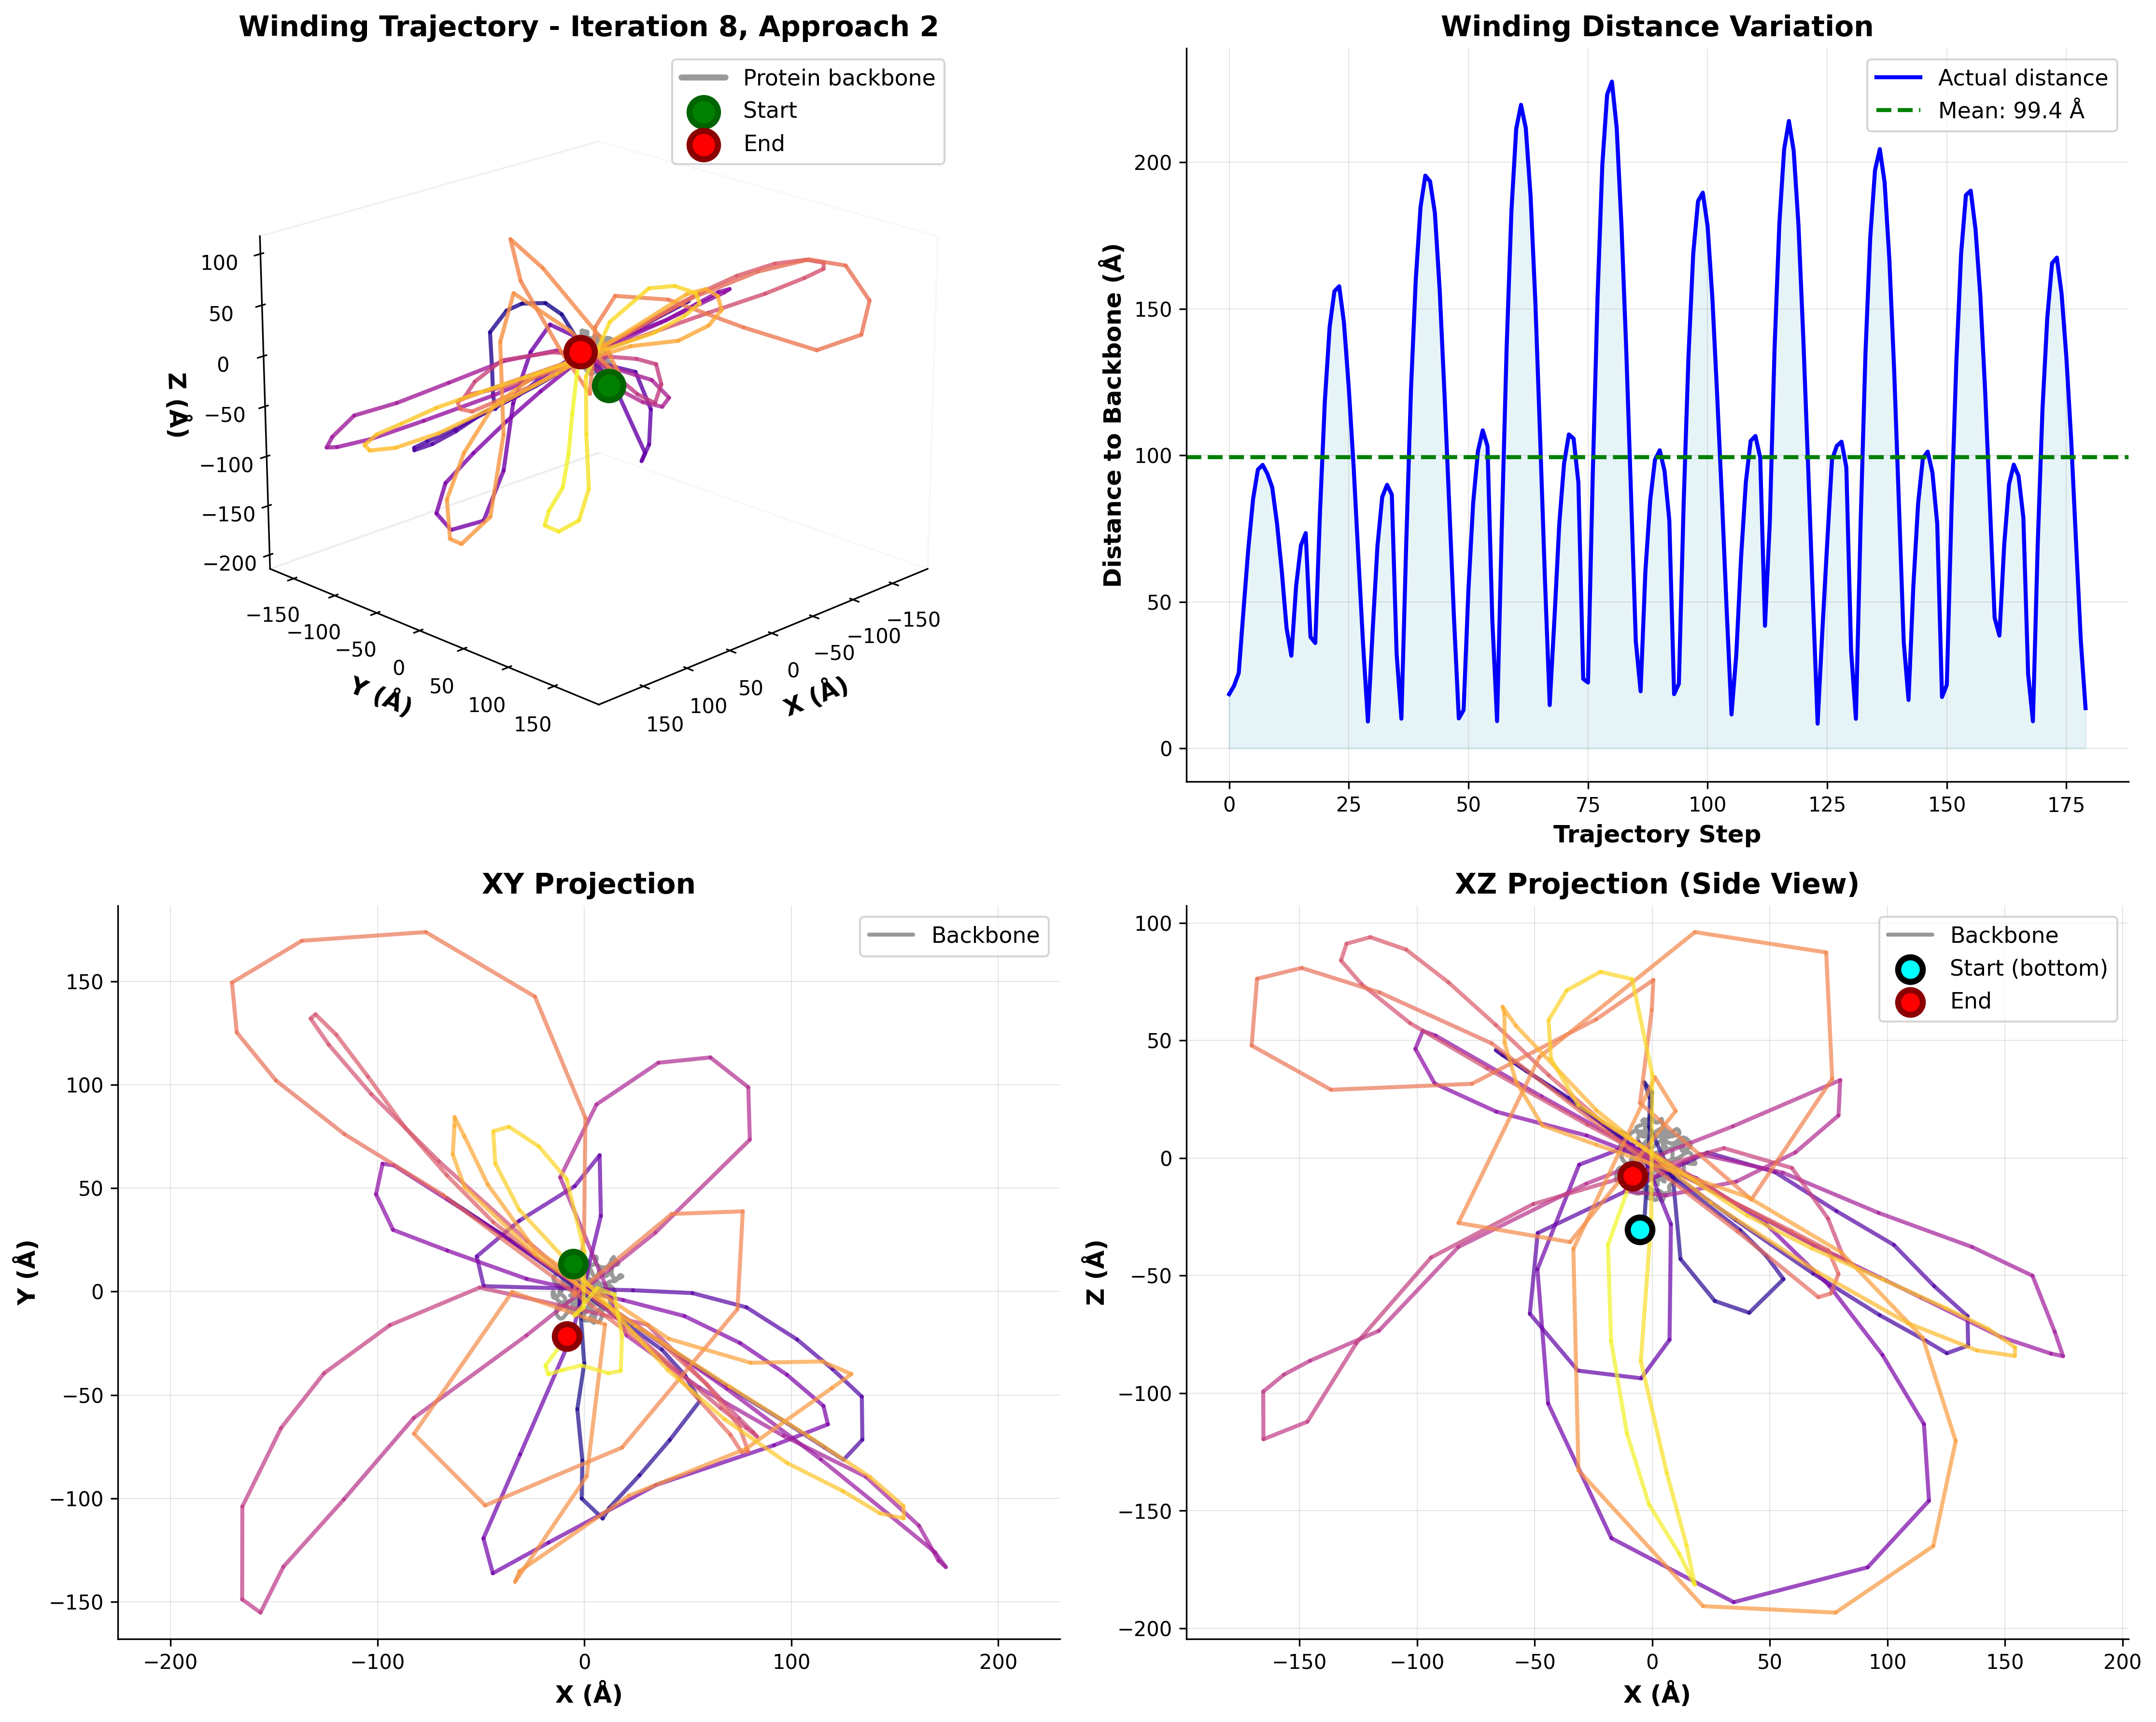 Winding Trajectory - Iteration 8, Approach 2
Protein backbone
Start
End
100
50
0
−50
−100
−150
−200
Z (Å)
−150
−100
−50
0
50
100
150
Y (Å)
150
100
50
0
−50
−100
−150
X (Å)
Winding Distance Variation
Actual distance
Mean: 99.4 Å
200
150
100
50
0
Distance to Backbone (Å)
0
25
50
75
100
125
150
175
Trajectory Step
XY Projection
Backbone
150
100
50
0
−50
−100
−150
Y (Å)
−200
−100
0
100
200
X (Å)
XZ Projection (Side View)
Backbone
Start (bottom)
End
100
50
0
−50
−100
−150
−200
Z (Å)
−150
−100
−50
0
50
100
150
200
X (Å)